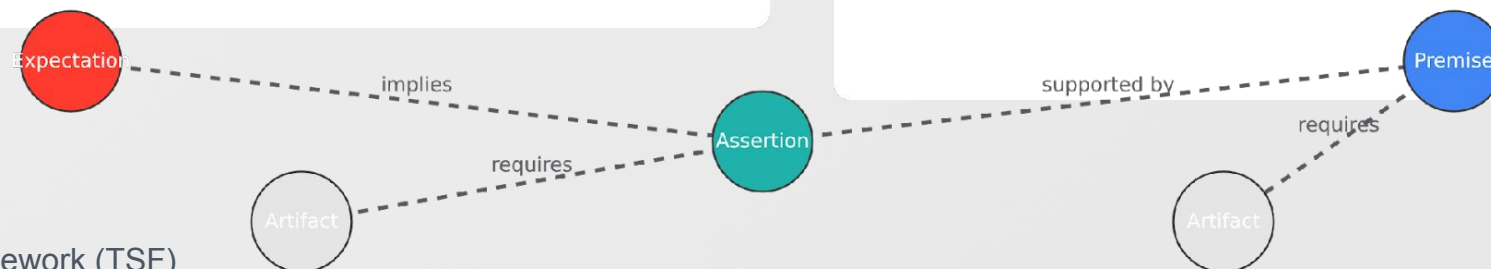 Expectation
implies
supported by
Premise
requires
Assertion
requires
Artifact
Artifact
ework (TSF)